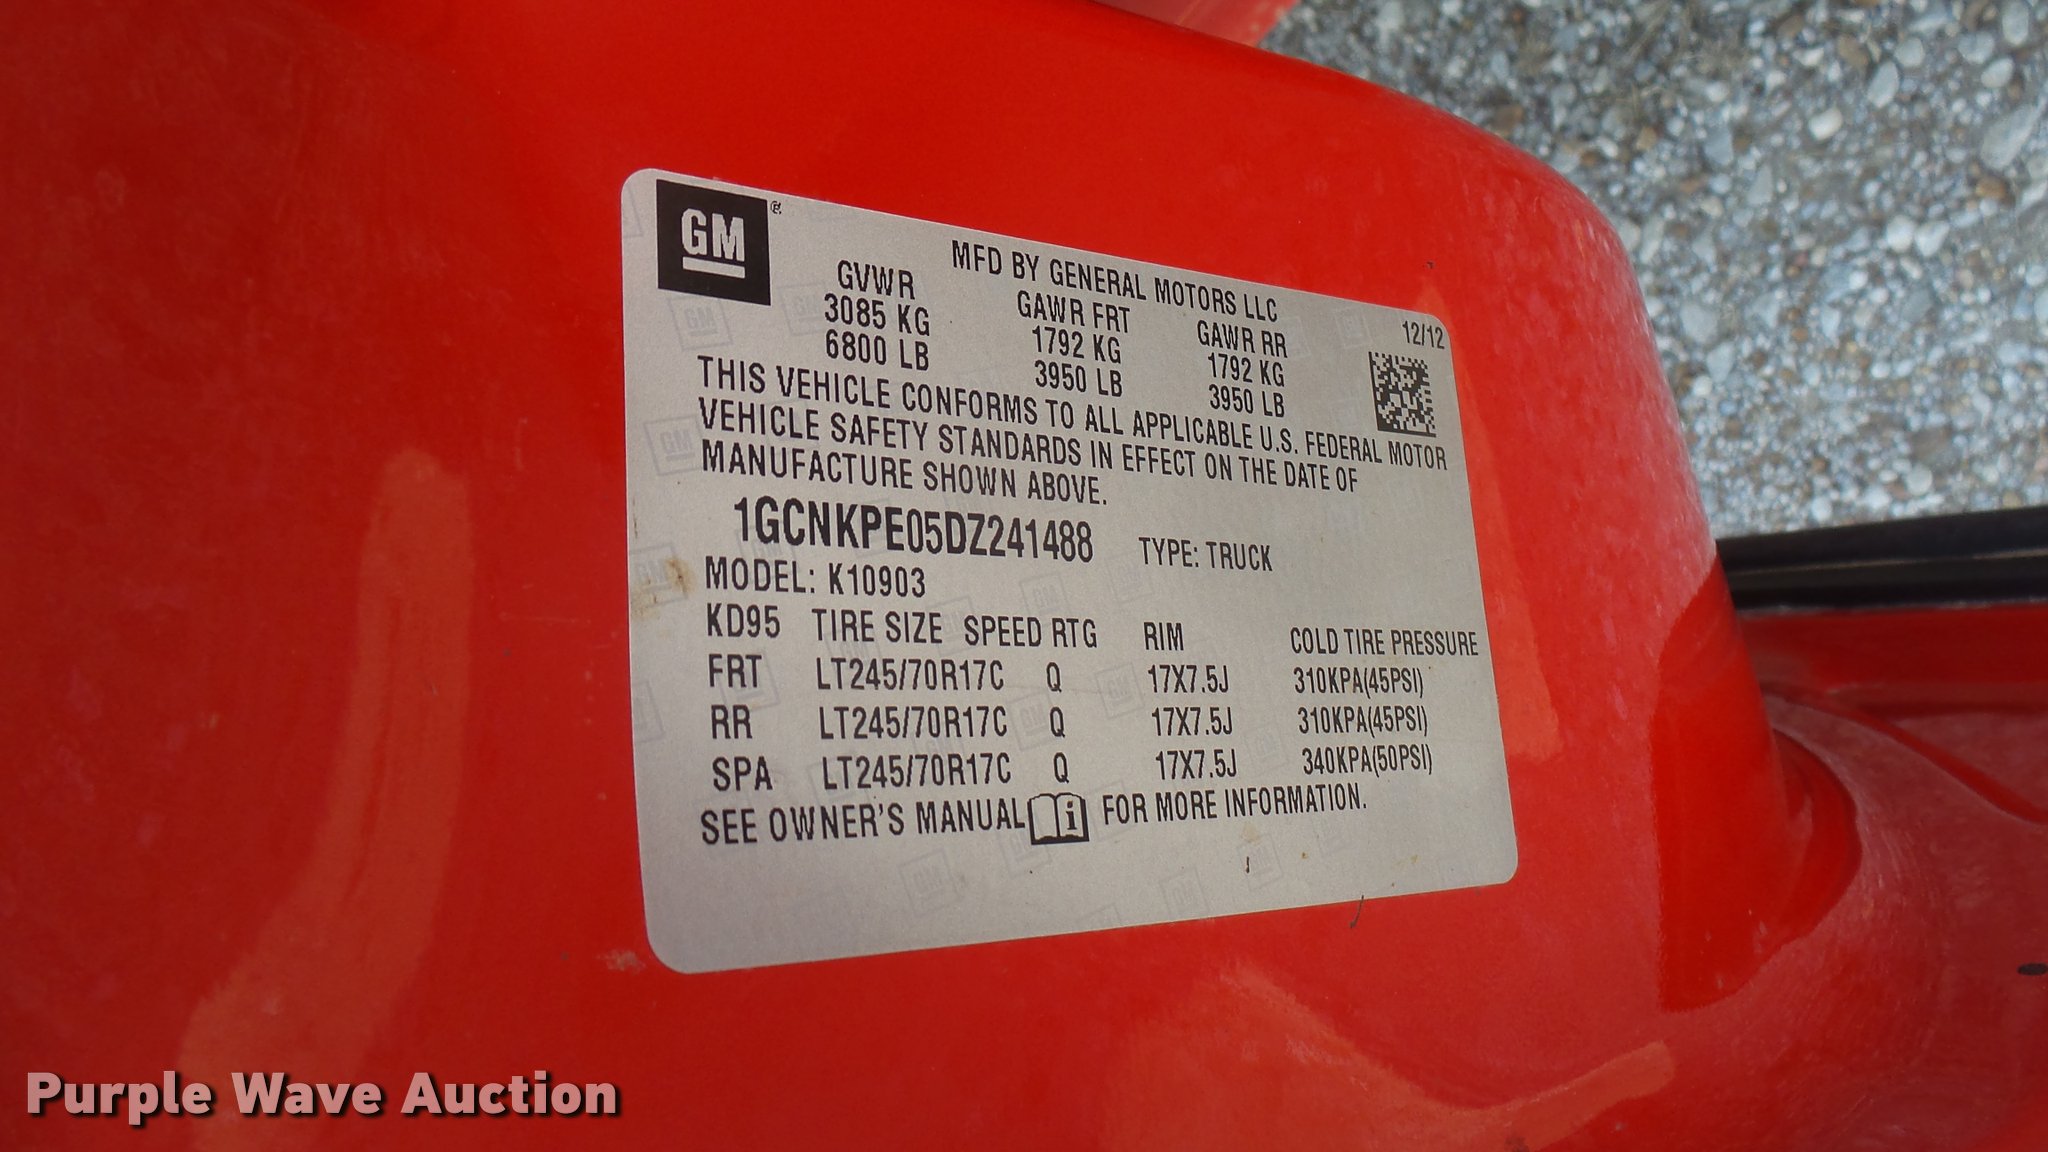 GM
MFD BY GENERAL MOTORS LLC
GVWR GAWR FRT GAWR RR 12/12
3085 KG 1792 KG 1792 KG
6800 LB 3950 LB 3950 LB
THIS VEHICLE CONFORMS TO ALL APPLICABLE U.S. FEDERAL MOTOR
VEHICLE SAFETY STANDARDS IN EFFECT ON THE DATE OF
MANUFACTURE SHOWN ABOVE.
1GCNKPE05DZ241488 TYPE: TRUCK
MODEL: K10903
KD95 TIRE SIZE SPEED RTG RIM COLD TIRE PRESSURE
FRT LT245/70R17C Q 17X7.5J 310KPA(45PSI)
RR LT245/70R17C Q 17X7.5J 310KPA(45PSI)
SPA LT245/70R17C Q 17X7.5J 340KPA(50PSI)
SEE OWNER'S MANUAL i FOR MORE INFORMATION.
Purple Wave Auction